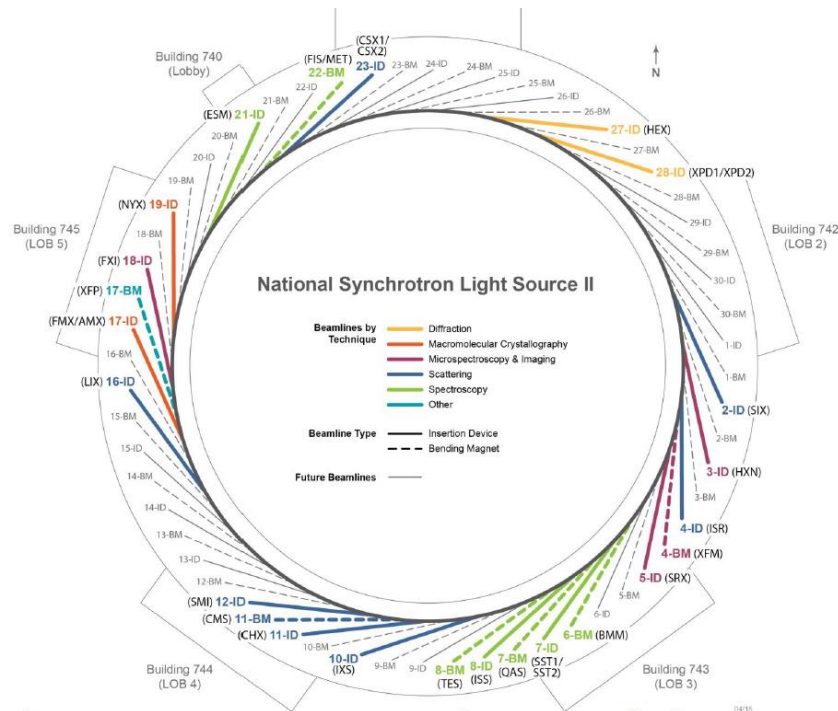 Building 740
(Lobby)
(CSX1/
CSX2)
(FIS/MET)
22-BM
23-ID
23-BM
24-ID
24-BM
25-ID
25-BM
26-ID
26-BM
N
27-ID (HEX)
27-BM
28-ID (XPD1/XPD2)
28-BM
29-ID
29-BM
30-ID
30-BM
1-ID
1-BM
2-ID (SIX)
2-BM
3-ID (HXN)
3-BM
4-ID (ISR)
4-BM (XFM)
5-ID (SRX)
5-BM
6-ID
6-BM (BMM)
7-ID
(SST1/
SST2)
7-BM
(QAS)
8-ID
(ISS)
8-BM
(TES)
9-ID
9-BM
10-ID
(IXS)
10-BM
(CHX) 11-ID
(CMS) 11-BM
(SMI) 12-ID
12-BM
13-ID
13-BM
14-ID
14-BM
15-ID
15-BM
(LIX) 16-ID
16-BM
(FMX/AMX) 17-ID
(XFP) 17-BM
(FXI) 18-ID
18-BM
(NYX) 19-ID
19-BM
20-ID
20-BM
(ESM) 21-ID
21-BM
22-ID
Building 745
(LOB 5)
Building 742
(LOB 2)
Building 744
(LOB 4)
Building 743
(LOB 3)
National Synchrotron Light Source II
Beamlines by
Technique
Diffraction
Macromolecular Crystallography
Microspectroscopy & Imaging
Scattering
Spectroscopy
Other
Beamline Type
Insertion Device
Bending Magnet
Future Beamlines